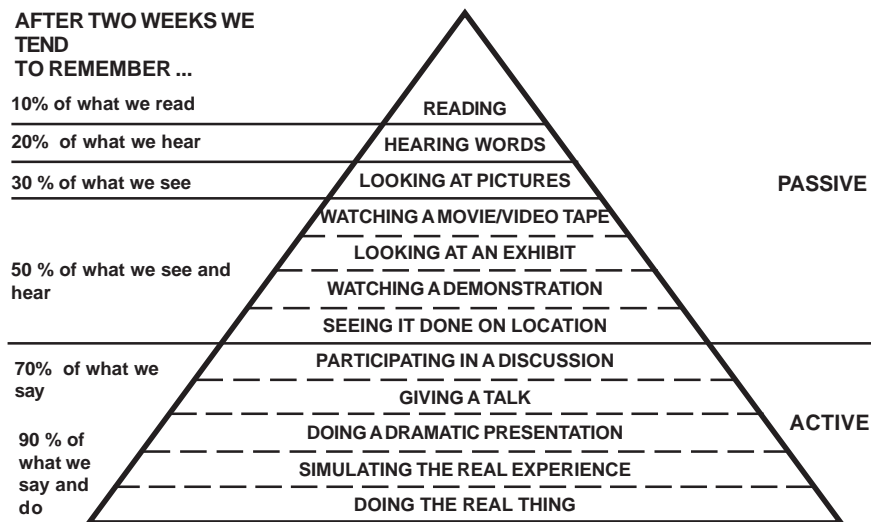 AFTER TWO WEEKS WE
TEND
TO REMEMBER ...
10% of what we read
READING
20% of what we hear
HEARING WORDS
30 % of what we see
LOOKING AT PICTURES
PASSIVE
WATCHING A MOVIE/VIDEO TAPE
LOOKING AT AN EXHIBIT
50 % of what we see and
hear
WATCHING A DEMONSTRATION
SEEING IT DONE ON LOCATION
70% of what we
say
PARTICIPATING IN A DISCUSSION
GIVING A TALK
ACTIVE
90 % of
what we
say and
do
DOING A DRAMATIC PRESENTATION
SIMULATING THE REAL EXPERIENCE
DOING THE REAL THING